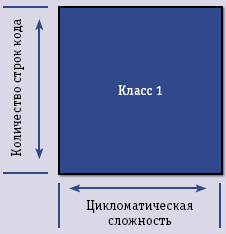 Количество строк кода
Класс 1
Цикломатическая
сложность